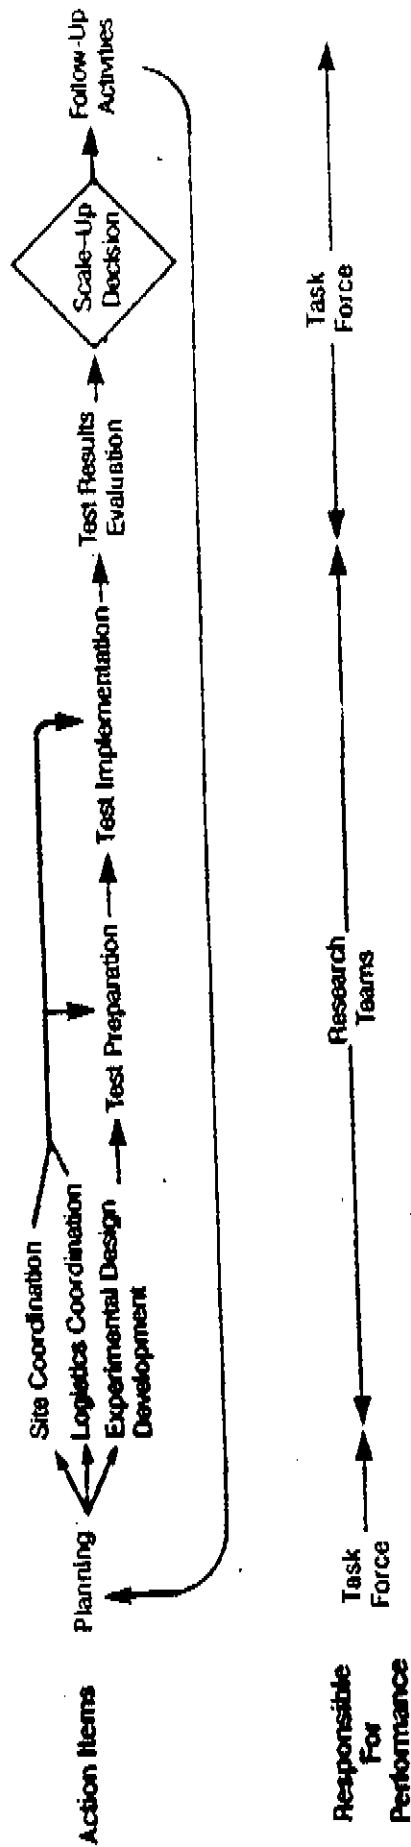 Action Items
Planning
Site Coordination
Logistics Coordination
Experimental Design
Development
Test Preparation
Test Implementation
Test Results
Evaluation
Scale-Up
Decision
Follow-Up
Activities
Responsible
For
Performance
Task
Force
Research
Teams
Task
Force